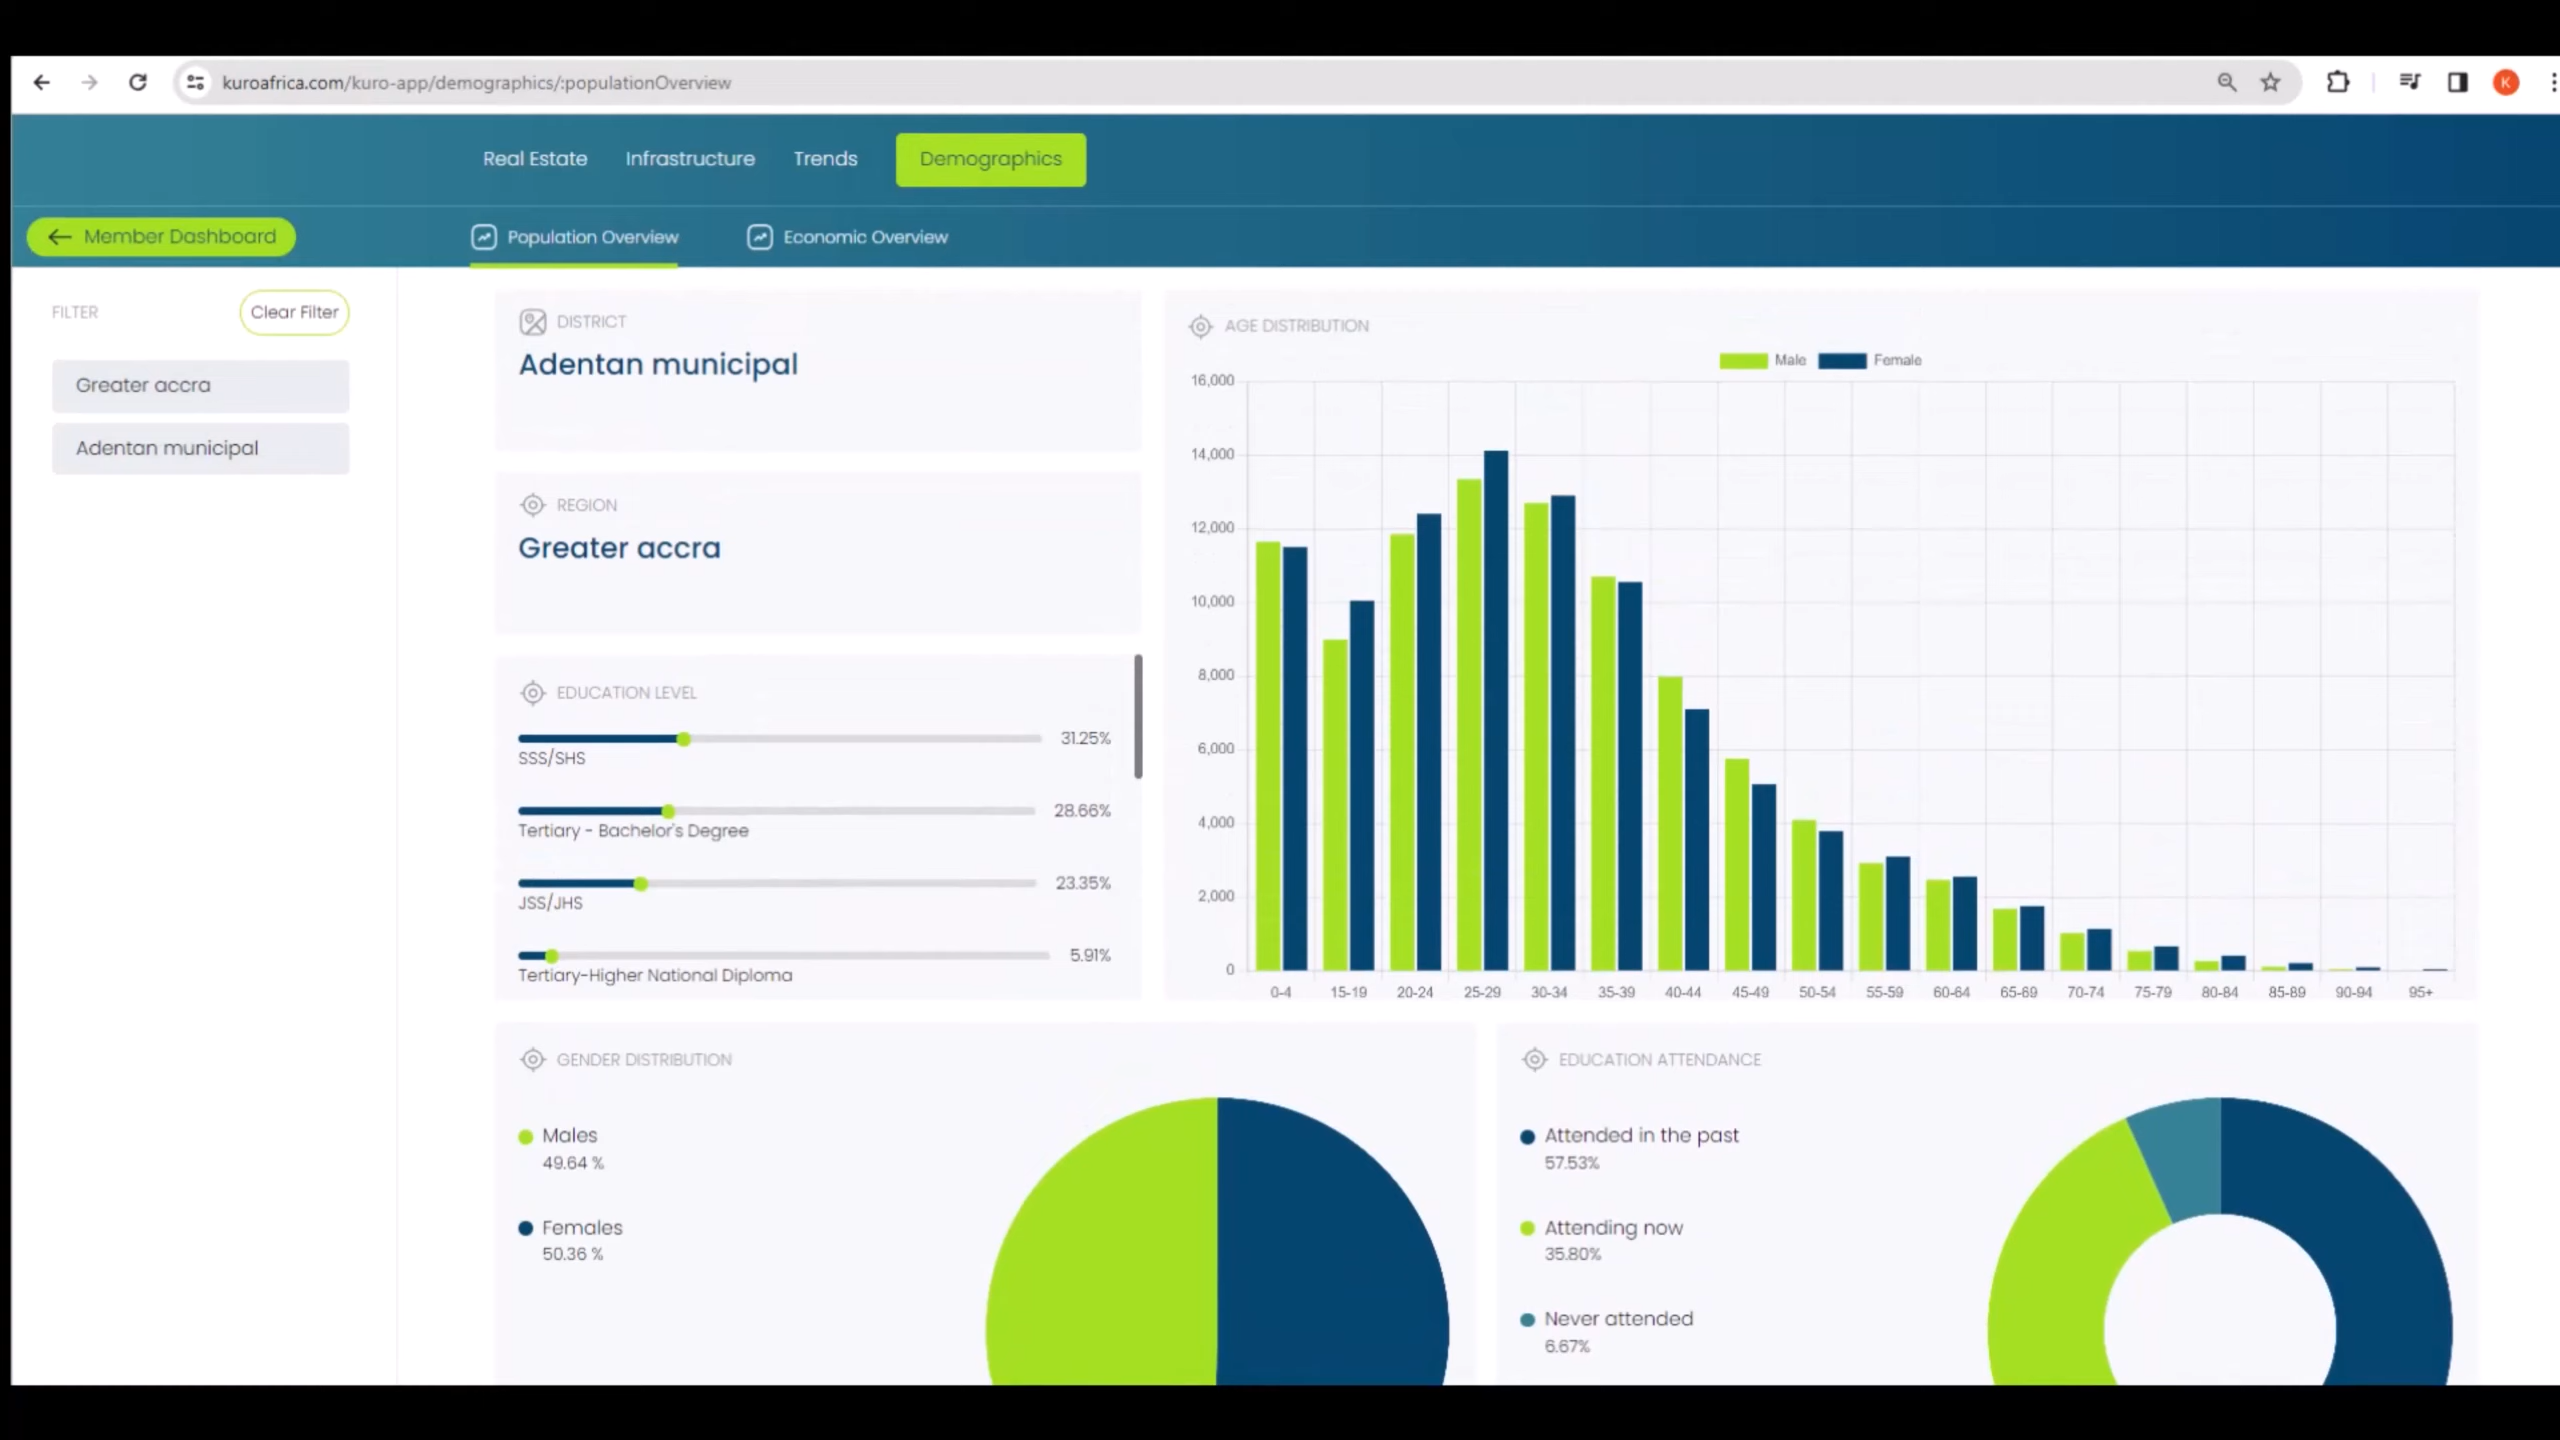 kuroafrica.com/kuro-app/demographics/:populationOverview
K
Real Estate Infrastructure Trends Demographics
Member Dashboard
Population Overview Economic Overview
FILTER Clear Filter
Greater accra
Adentan municipal
DISTRICT
Adentan municipal
REGION
Greater accra
EDUCATION LEVEL
31.25%
SSS/SHS
28.66%
Tertiary - Bachelor's Degree
23.35%
JSS/JHS
5.91%
Tertiary-Higher National Diploma
AGE DISTRIBUTION
Male Female
16,000
14,000
12,000
10,000
8,000
6,000
4,000
2,000
0
0-4 15-19 20-24 25-29 30-34 35-39 40-44 45-49 50-54 55-59 60-64 65-69 70-74 75-79 80-84 85-89 90-94 95+
GENDER DISTRIBUTION
Males
49.64 %
Females
50.36 %
EDUCATION ATTENDANCE
Attended in the past
57.53%
Attending now
35.80%
Never attended
6.67%